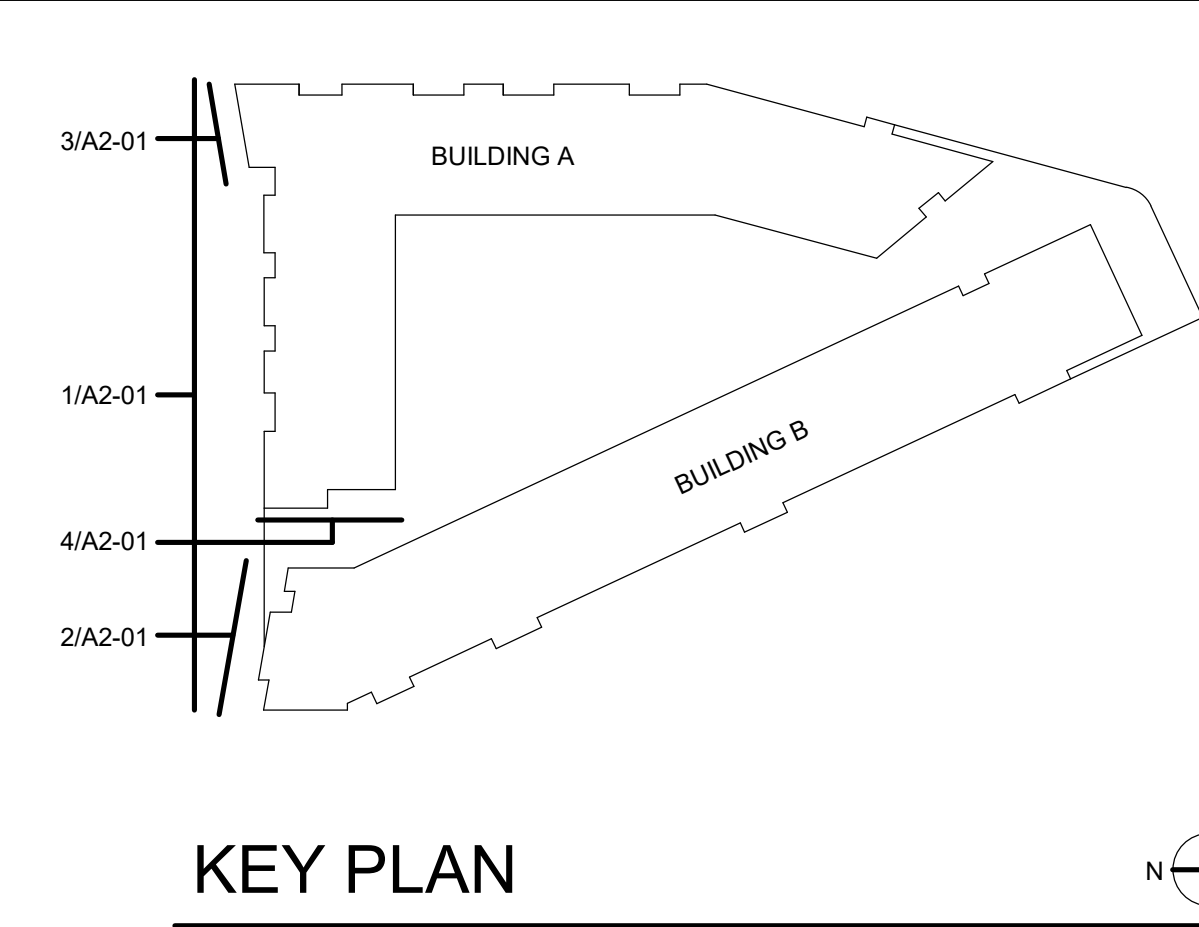 3/A2-01
BUILDING A
1/A2-01
BUILDING B
4/A2-01
2/A2-01
KEY PLAN
N